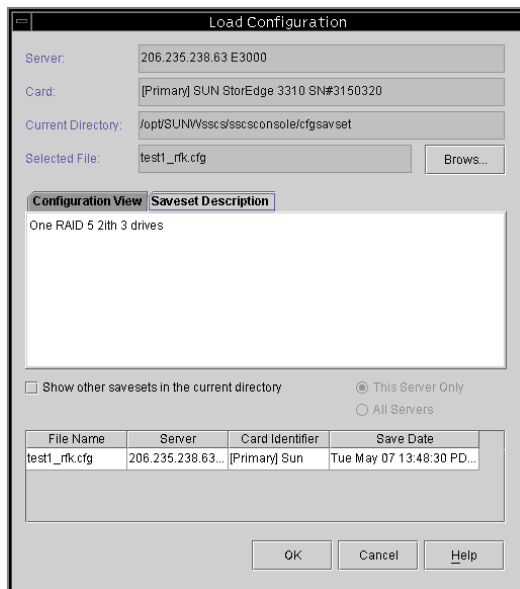 Load Configuration
Server: 206.235.238.63 E3000
Card: [Primary] SUN StorEdge 3310 SN#3150320
Current Directory: /opt/SUNWsscs/sscsconsole/cfgsavset
Selected File: test1_rfk.cfg Brows...
Configuration View Saveset Description
One RAID 5 2ith 3 drives
Show other savesets in the current directory This Server Only
All Servers
File Name Server Card Identifier Save Date
test1_rfk.cfg 206.235.238.63... [Primary] Sun Tue May 07 13:48:30 PD...
OK Cancel Help